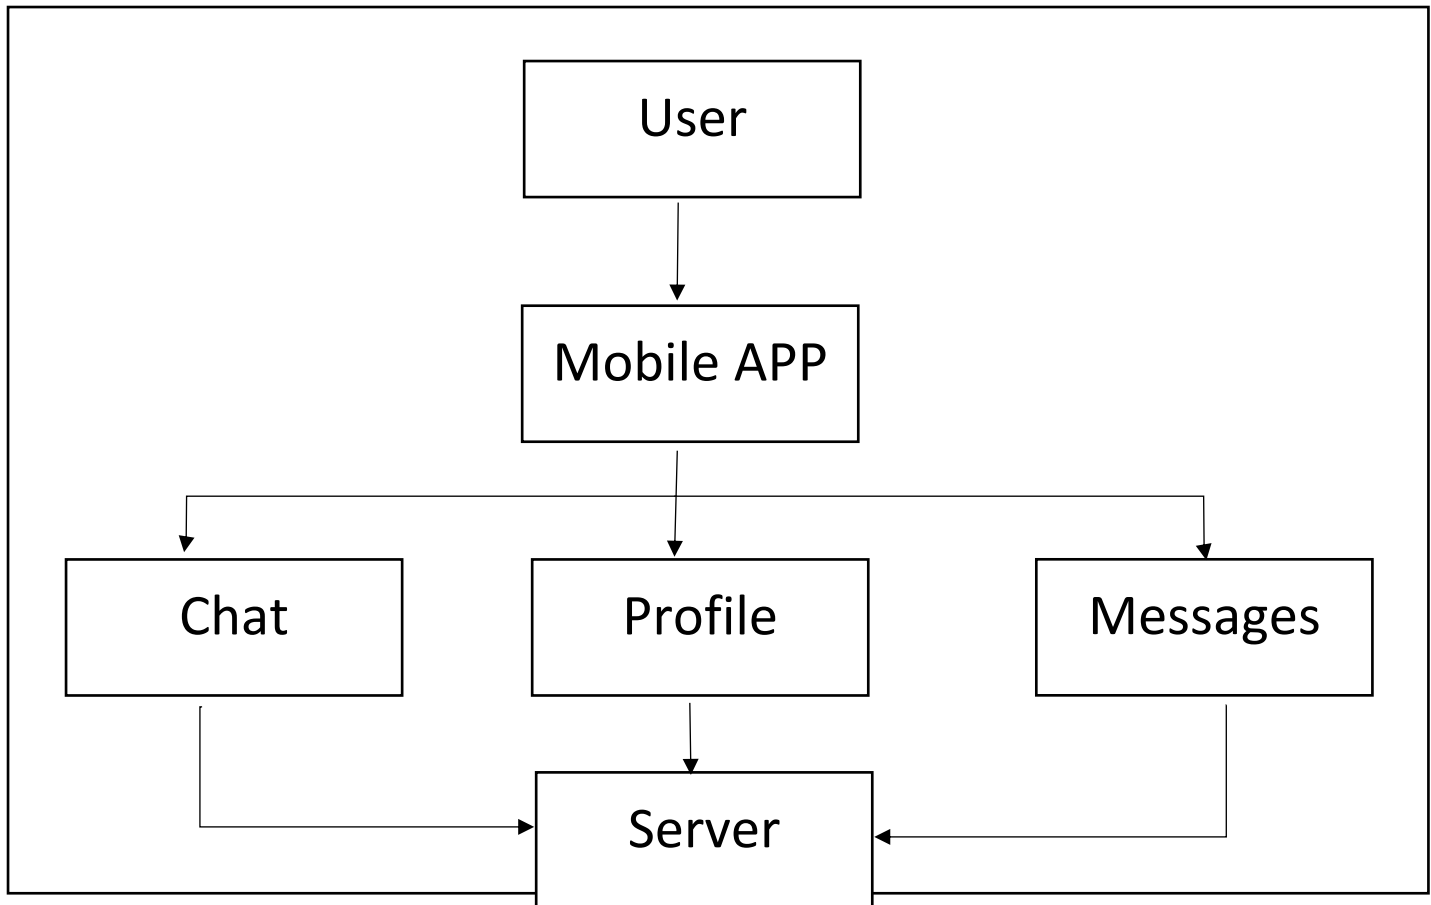 User
Mobile APP
Chat
Profile
Messages
Server